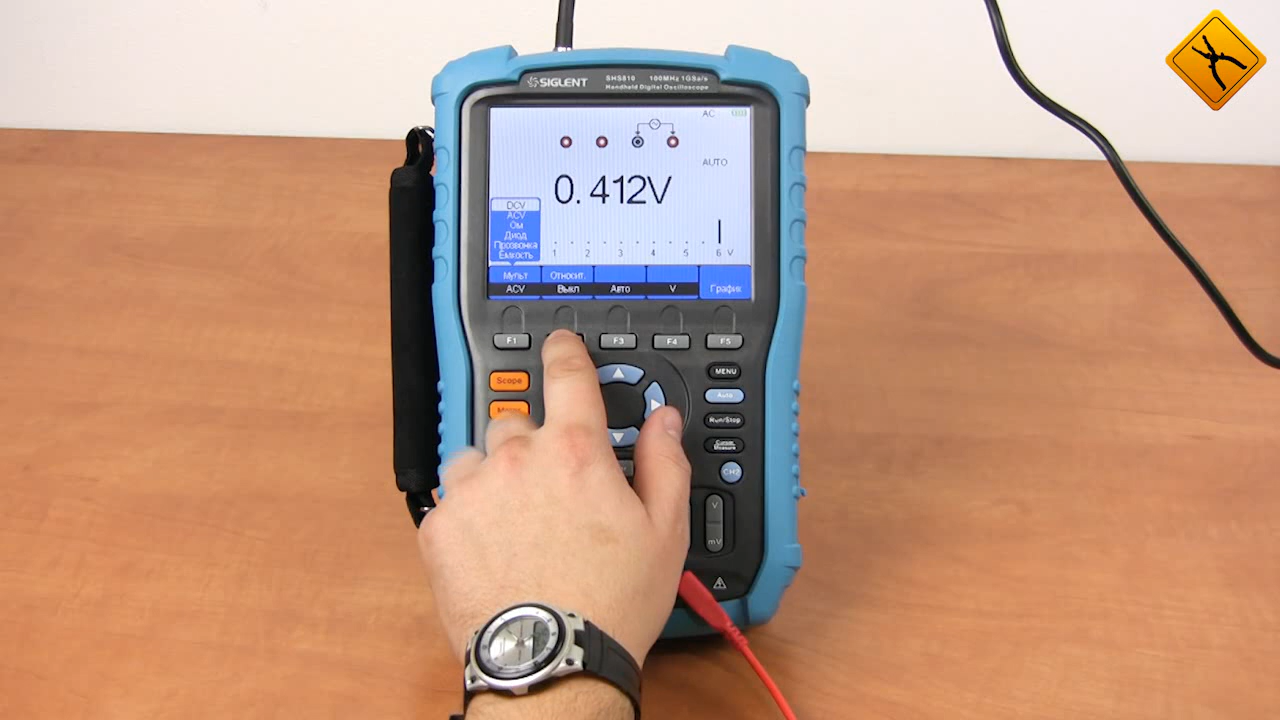 SIGLENT
SHS810 100MHz 1GSa/s
Handheld Digital Oscilloscope
AC
AUTO
0.412V
DCV
ACV
Ом
Диод
Прозвонка
Ёмкость
1 2 3 4 5 6 V
Мульт Относит.
ACV Выкл Авто V График
F1 F3 F4 F5
Scope
MENU
Auto
Run/Stop
Cursor
Measure
CH2
V
mV